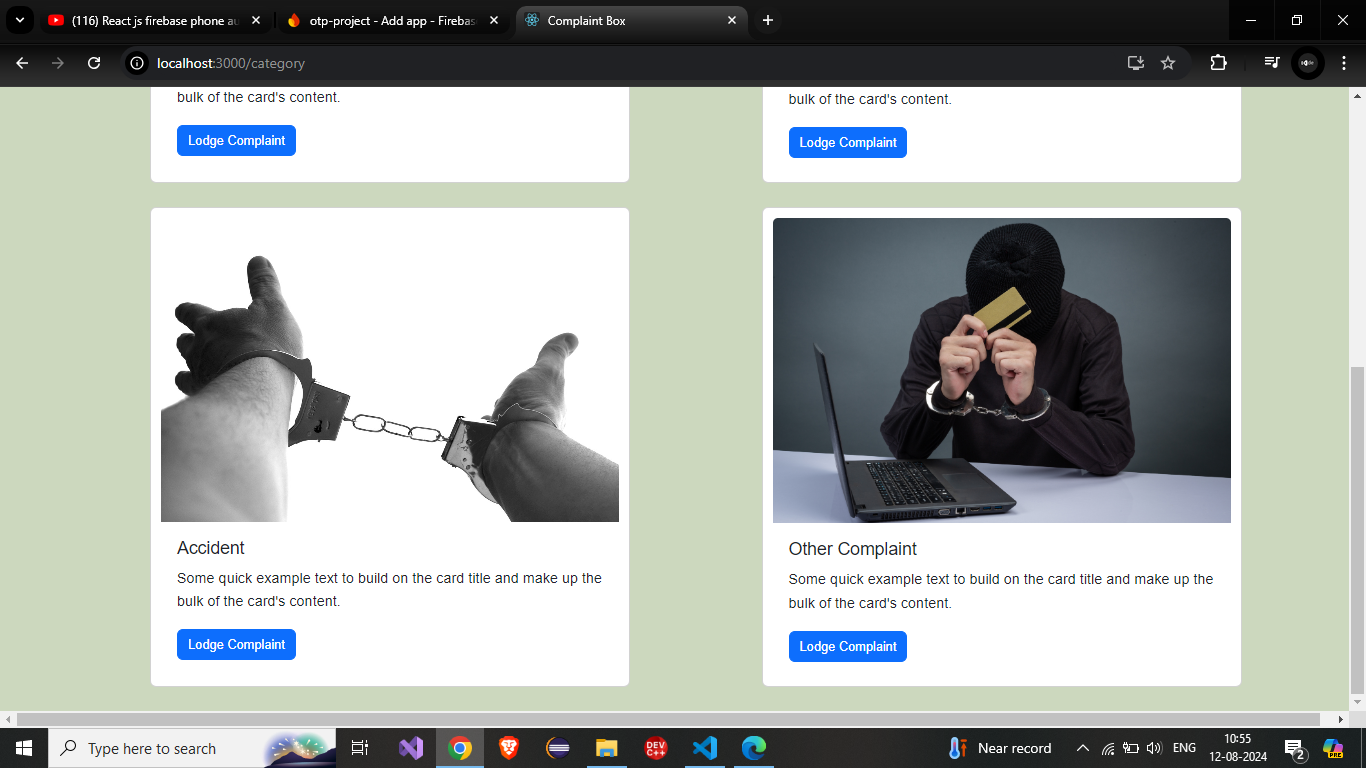 (116) React js firebase phone au
otp-project - Add app - Firebas
Complaint Box
localhost:3000/category
bulk of the card's content.
Lodge Complaint
bulk of the card's content.
Lodge Complaint
Accident
Some quick example text to build on the card title and make up the
bulk of the card's content.
Lodge Complaint
Other Complaint
Some quick example text to build on the card title and make up the
bulk of the card's content.
Lodge Complaint
Type here to search
DEV
C++
Near record
ENG
10:55
12-08-2024
2
PRE